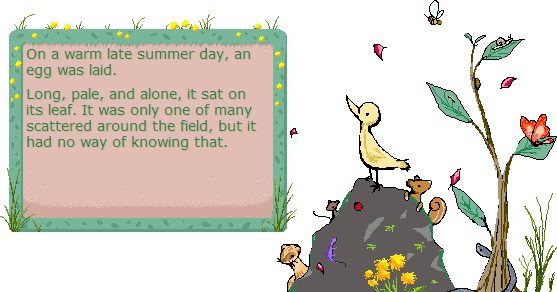 On a warm late summer day, an
egg was laid.
Long, pale, and alone, it sat on
its leaf. It was only one of many
scattered around the field, but it
had no way of knowing that.